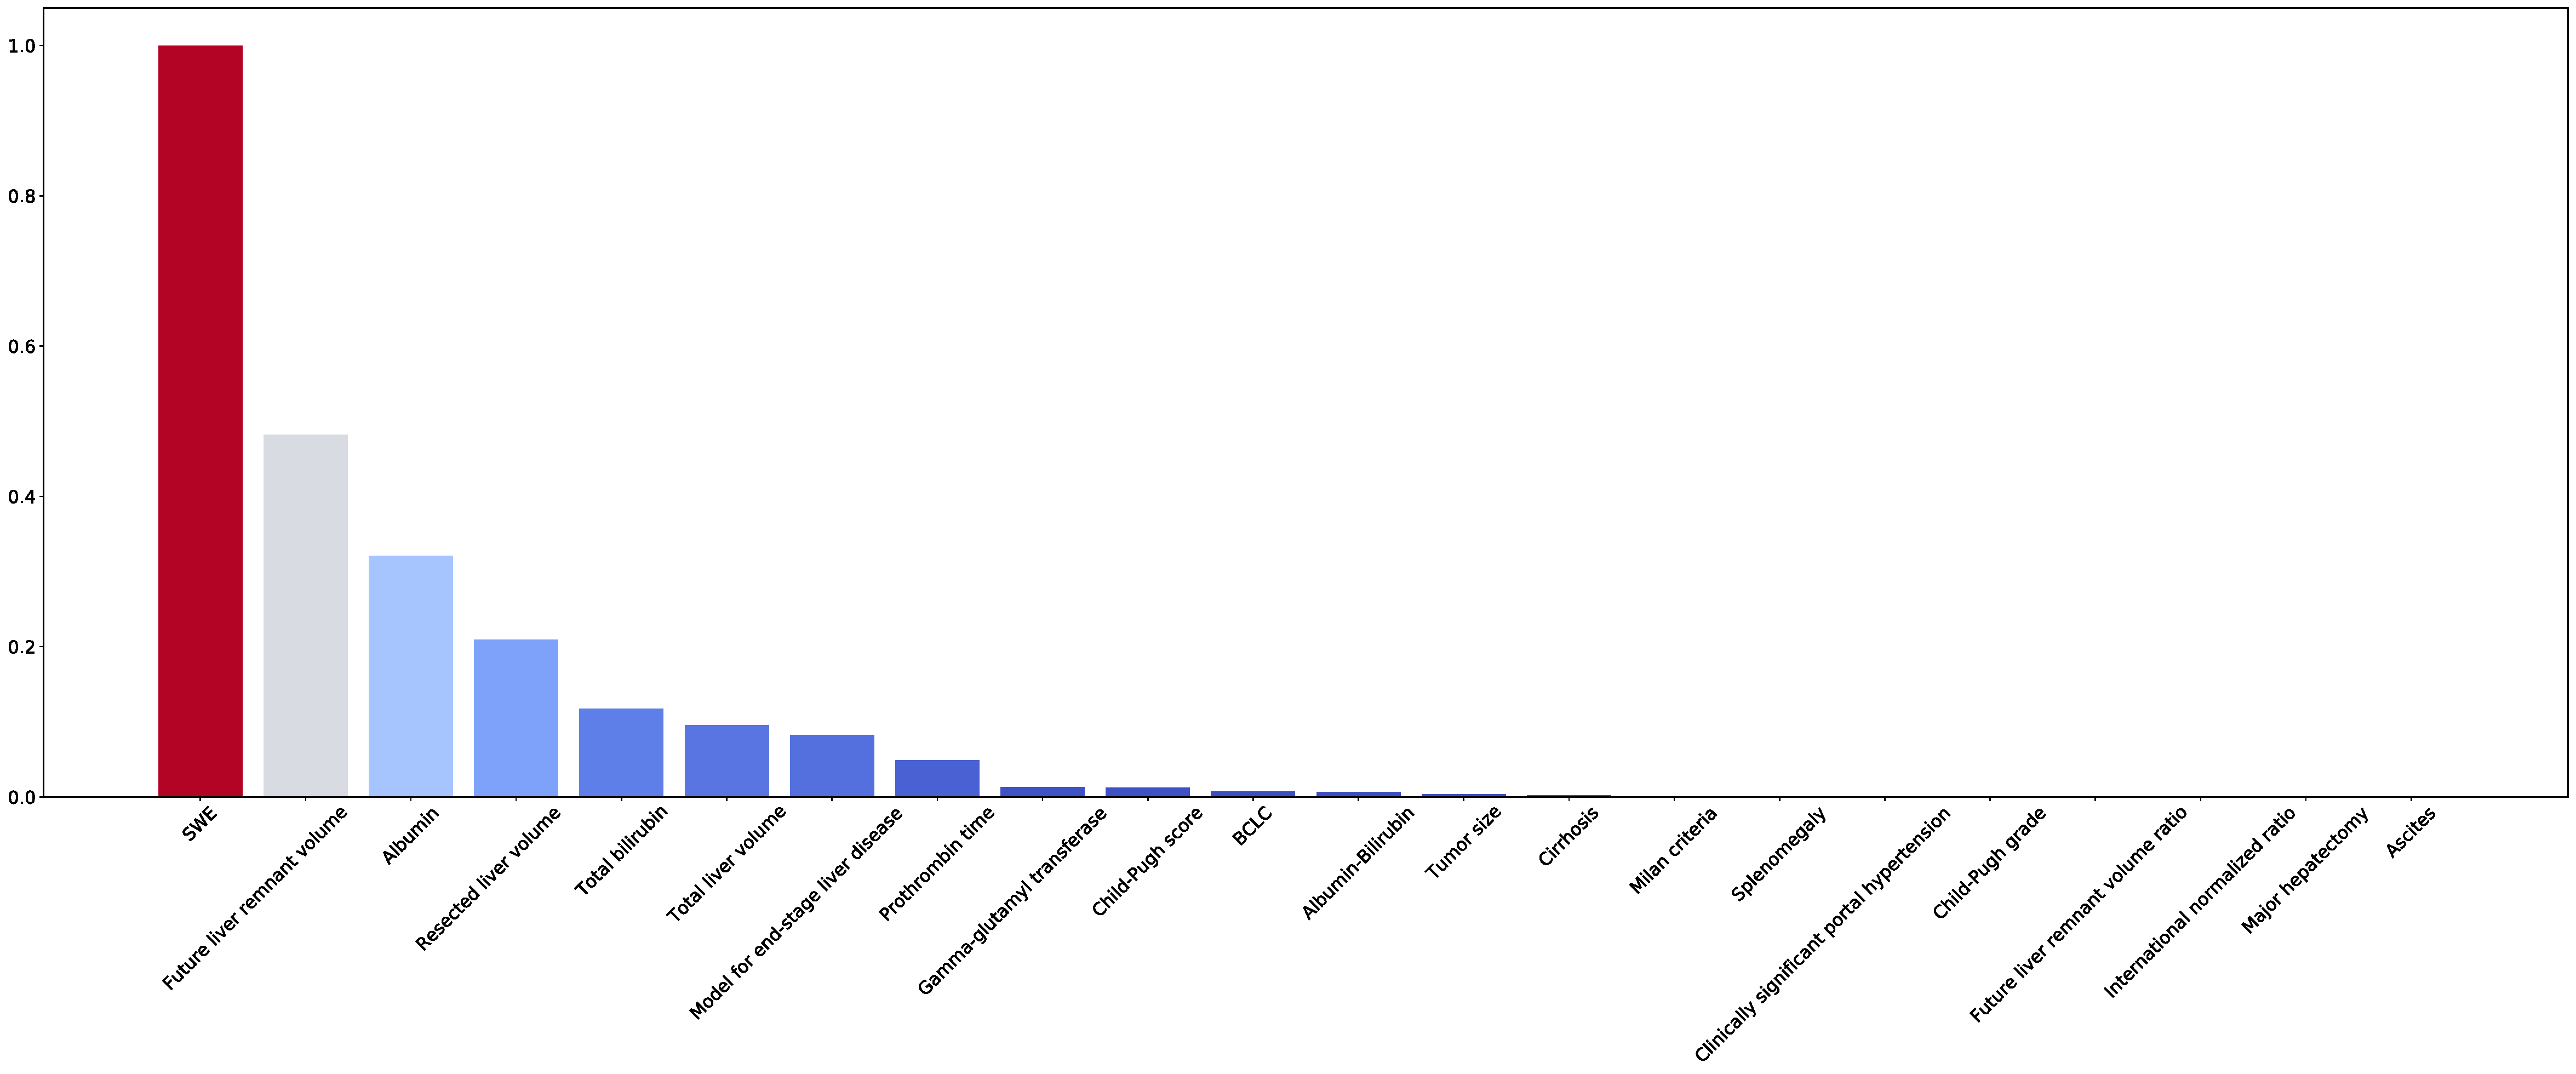 1.0
0.8
0.6
0.4
0.2
0.0
SWE
Future liver remnant volume
Albumin
Resected liver volume
Total bilirubin
Total liver volume
Model for end-stage liver disease
Prothrombin time
Gamma-glutamyl transferase
Child-Pugh score
BCLC
Albumin-Bilirubin
Tumor size
Cirrhosis
Milan criteria
Splenomegaly
Clinically significant portal hypertension
Child-Pugh grade
Future liver remnant volume ratio
International normalized ratio
Major hepatectomy
Ascites